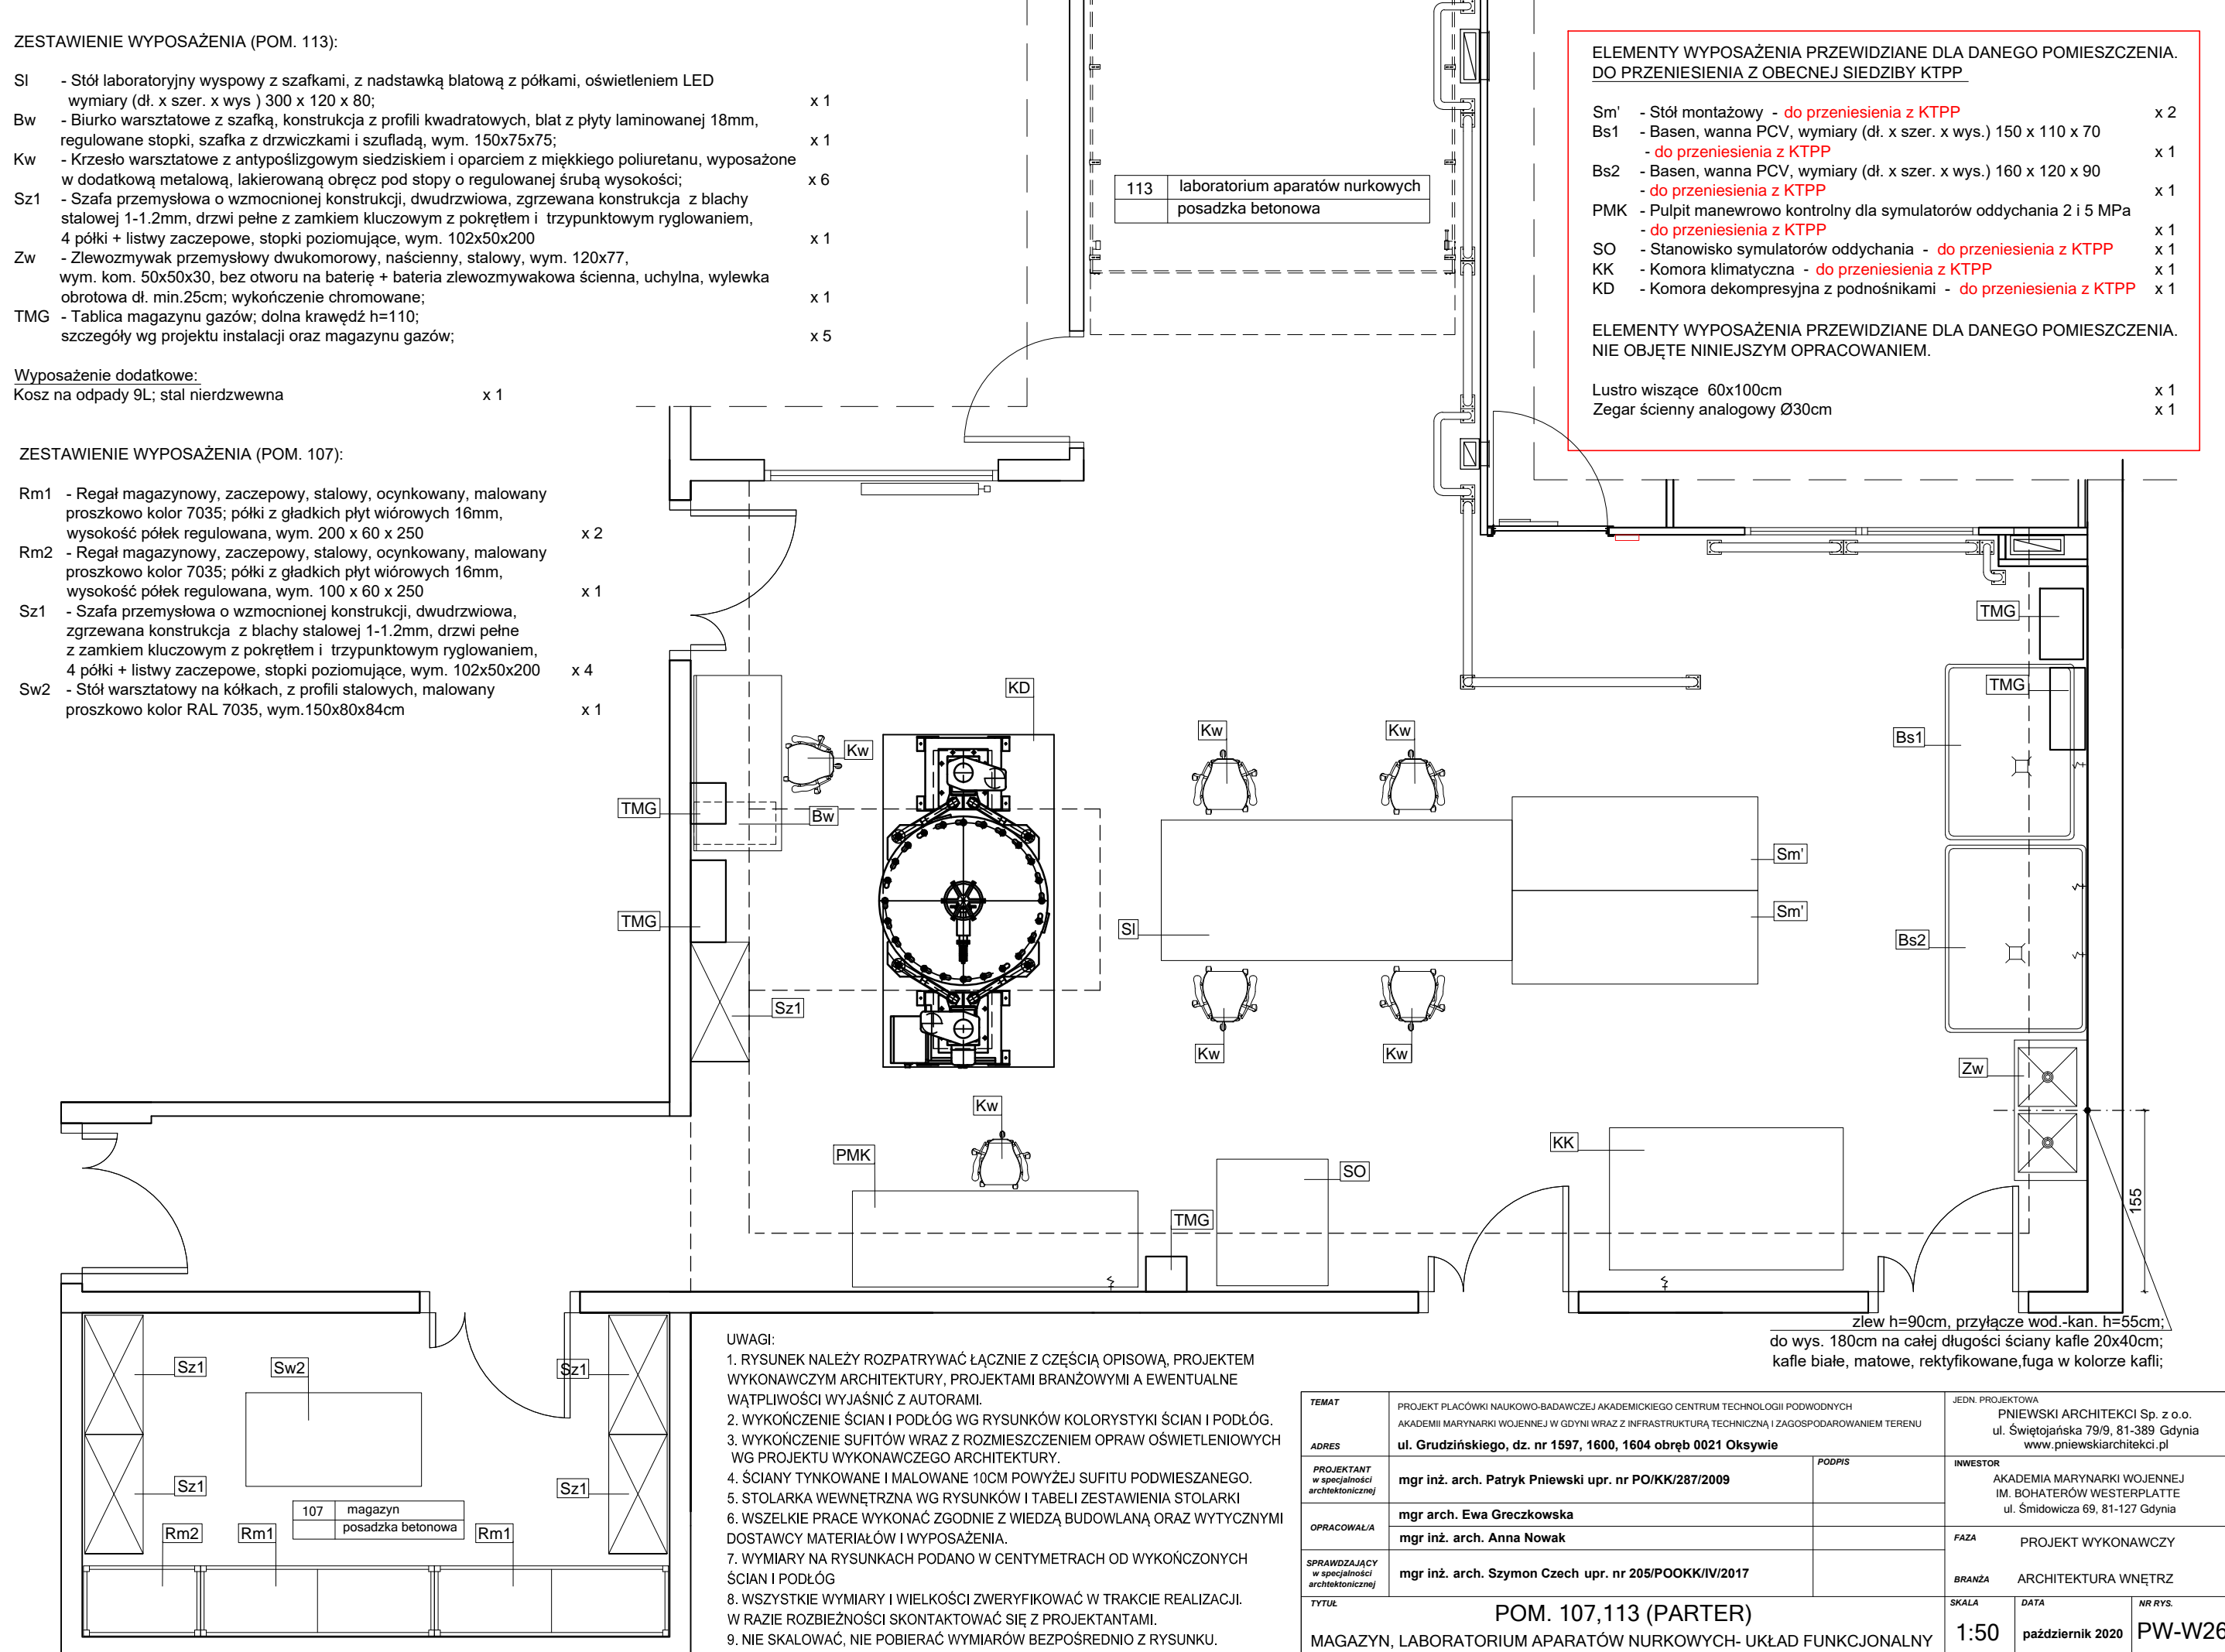 ZESTAWIENIE WYPOSAŻENIA (POM. 113):
Sl - Stół laboratoryjny wyspowy z szafkami, z nadstawką blatową z półkami, oświetleniem LED
wymiary (dł. x szer. x wys ) 300 x 120 x 80; x 1
Bw - Biurko warsztatowe z szafką, konstrukcja z profili kwadratowych, blat z płyty laminowanej 18mm,
regulowane stopki, szafka z drzwiczkami i szufladą, wym. 150x75x75; x 1
Kw - Krzesło warsztatowe z antypoślizgowym siedziskiem i oparciem z miękkiego poliuretanu, wyposażone
w dodatkową metalową, lakierowaną obręcz pod stopy o regulowanej śrubą wysokości; x 6
Sz1 - Szafa przemysłowa o wzmocnionej konstrukcji, dwudrzwiowa, zgrzewana konstrukcja z blachy
stalowej 1-1.2mm, drzwi pełne z zamkiem kluczowym z pokrętłem i trzypunktowym ryglowaniem,
4 półki + listwy zaczepowe, stopki poziomujące, wym. 102x50x200 x 1
Zw - Zlewozmywak przemysłowy dwukomorowy, naścienny, stalowy, wym. 120x77,
wym. kom. 50x50x30, bez otworu na baterię + bateria zlewozmywakowa ścienna, uchylna, wylewka
obrotowa dł. min.25cm; wykończenie chromowane; x 1
TMG - Tablica magazynu gazów; dolna krawędź h=110;
szczegóły wg projektu instalacji oraz magazynu gazów; x 5
Wyposażenie dodatkowe:
Kosz na odpady 9L; stal nierdzwewna x 1
ZESTAWIENIE WYPOSAŻENIA (POM. 107):
Rm1 - Regał magazynowy, zaczepowy, stalowy, ocynkowany, malowany
proszkowo kolor 7035; półki z gładkich płyt wiórowych 16mm,
wysokość półek regulowana, wym. 200 x 60 x 250 x 2
Rm2 - Regał magazynowy, zaczepowy, stalowy, ocynkowany, malowany
proszkowo kolor 7035; półki z gładkich płyt wiórowych 16mm,
wysokość półek regulowana, wym. 100 x 60 x 250 x 1
Sz1 - Szafa przemysłowa o wzmocnionej konstrukcji, dwudrzwiowa,
zgrzewana konstrukcja z blachy stalowej 1-1.2mm, drzwi pełne
z zamkiem kluczowym z pokrętłem i trzypunktowym ryglowaniem,
4 półki + listwy zaczepowe, stopki poziomujące, wym. 102x50x200 x 4
Sw2 - Stół warsztatowy na kółkach, z profili stalowych, malowany
proszkowo kolor RAL 7035, wym.150x80x84cm x 1
113 laboratorium aparatów nurkowych
posadzka betonowa
ELEMENTY WYPOSAŻENIA PRZEWIDZIANE DLA DANEGO POMIESZCZENIA.
DO PRZENIESIENIA Z OBECNEJ SIEDZIBY KTPP
Sm' - Stół montażowy - do przeniesienia z KTPP x 2
Bs1 - Basen, wanna PCV, wymiary (dł. x szer. x wys.) 150 x 110 x 70
- do przeniesienia z KTPP x 1
Bs2 - Basen, wanna PCV, wymiary (dł. x szer. x wys.) 160 x 120 x 90
- do przeniesienia z KTPP x 1
PMK - Pulpit manewrowo kontrolny dla symulatorów oddychania 2 i 5 MPa
- do przeniesienia z KTPP x 1
SO - Stanowisko symulatorów oddychania - do przeniesienia z KTPP x 1
KK - Komora klimatyczna - do przeniesienia z KTPP x 1
KD - Komora dekompresyjna z podnośnikami - do przeniesienia z KTPP x 1
ELEMENTY WYPOSAŻENIA PRZEWIDZIANE DLA DANEGO POMIESZCZENIA.
NIE OBJĘTE NINIEJSZYM OPRACOWANIEM.
Lustro wiszące 60x100cm x 1
Zegar ścienny analogowy Ø30cm x 1
TMG
TMG
KD
Kw
Kw
Kw
Bs1
TMG
Bw
Sm'
Sm'
TMG
Sl
Bs2
Sz1
Kw
Kw
Zw
Kw
KK
PMK
SO
TMG
155
zlew h=90cm, przyłącze wod.-kan. h=55cm;
do wys. 180cm na całej długości ściany kafle 20x40cm;
kafle białe, matowe, rektyfikowane,fuga w kolorze kafli;
Sz1
Sw2
Sz1
Sz1
Sz1
107 magazyn
posadzka betonowa
Rm2
Rm1
Rm1
UWAGI:
1. RYSUNEK NALEŻY ROZPATRYWAĆ ŁĄCZNIE Z CZĘŚCIĄ OPISOWĄ, PROJEKTEM
WYKONAWCZYM ARCHITEKTURY, PROJEKTAMI BRANŻOWYMI A EWENTUALNE
WĄTPLIWOŚCI WYJAŚNIĆ Z AUTORAMI.
2. WYKOŃCZENIE ŚCIAN I PODŁÓG WG RYSUNKÓW KOLORYSTYKI ŚCIAN I PODŁÓG.
3. WYKOŃCZENIE SUFITÓW WRAZ Z ROZMIESZCZENIEM OPRAW OŚWIETLENIOWYCH
WG PROJEKTU WYKONAWCZEGO ARCHITEKTURY.
4. ŚCIANY TYNKOWANE I MALOWANE 10CM POWYŻEJ SUFITU PODWIESZANEGO.
5. STOLARKA WEWNĘTRZNA WG RYSUNKÓW I TABELI ZESTAWIENIA STOLARKI
6. WSZELKIE PRACE WYKONAĆ ZGODNIE Z WIEDZĄ BUDOWLANĄ ORAZ WYTYCZNYMI
DOSTAWCY MATERIAŁÓW I WYPOSAŻENIA.
7. WYMIARY NA RYSUNKACH PODANO W CENTYMETRACH OD WYKOŃCZONYCH
ŚCIAN I PODŁÓG
8. WSZYSTKIE WYMIARY I WIELKOŚCI ZWERYFIKOWAĆ W TRAKCIE REALIZACJI.
W RAZIE ROZBIEŻNOŚCI SKONTAKTOWAĆ SIĘ Z PROJEKTANTAMI.
9. NIE SKALOWAĆ, NIE POBIERAĆ WYMIARÓW BEZPOŚREDNIO Z RYSUNKU.
TEMAT
PROJEKT PLACÓWKI NAUKOWO-BADAWCZEJ AKADEMICKIEGO CENTRUM TECHNOLOGII PODWODNYCH
AKADEMII MARYNARKI WOJENNEJ W GDYNI WRAZ Z INFRASTRUKTURĄ TECHNICZNĄ I ZAGOSPODAROWANIEM TERENU
ADRES
ul. Grudzińskiego, dz. nr 1597, 1600, 1604 obręb 0021 Oksywie
PROJEKTANT
w specjalności
archtektonicznej
mgr inż. arch. Patryk Pniewski upr. nr PO/KK/287/2009
PODPIS
OPRACOWAŁ/A
mgr arch. Ewa Greczkowska
mgr inż. arch. Anna Nowak
SPRAWDZAJĄCY
w specjalności
archtektonicznej
mgr inż. arch. Szymon Czech upr. nr 205/POOKK/IV/2017
TYTUŁ
POM. 107,113 (PARTER)
MAGAZYN, LABORATORIUM APARATÓW NURKOWYCH- UKŁAD FUNKCJONALNY
JEDN. PROJEKTOWA
PNIEWSKI ARCHITEKCI Sp. z o.o.
ul. Świętojańska 79/9, 81-389 Gdynia
www.pniewskiarchitekci.pl
INWESTOR
AKADEMIA MARYNARKI WOJENNEJ
IM. BOHATERÓW WESTERPLATTE
ul. Śmidowicza 69, 81-127 Gdynia
FAZA
PROJEKT WYKONAWCZY
BRANŻA
ARCHITEKTURA WNĘTRZ
SKALA
1:50
DATA
październik 2020
NR RYS.
PW-W26